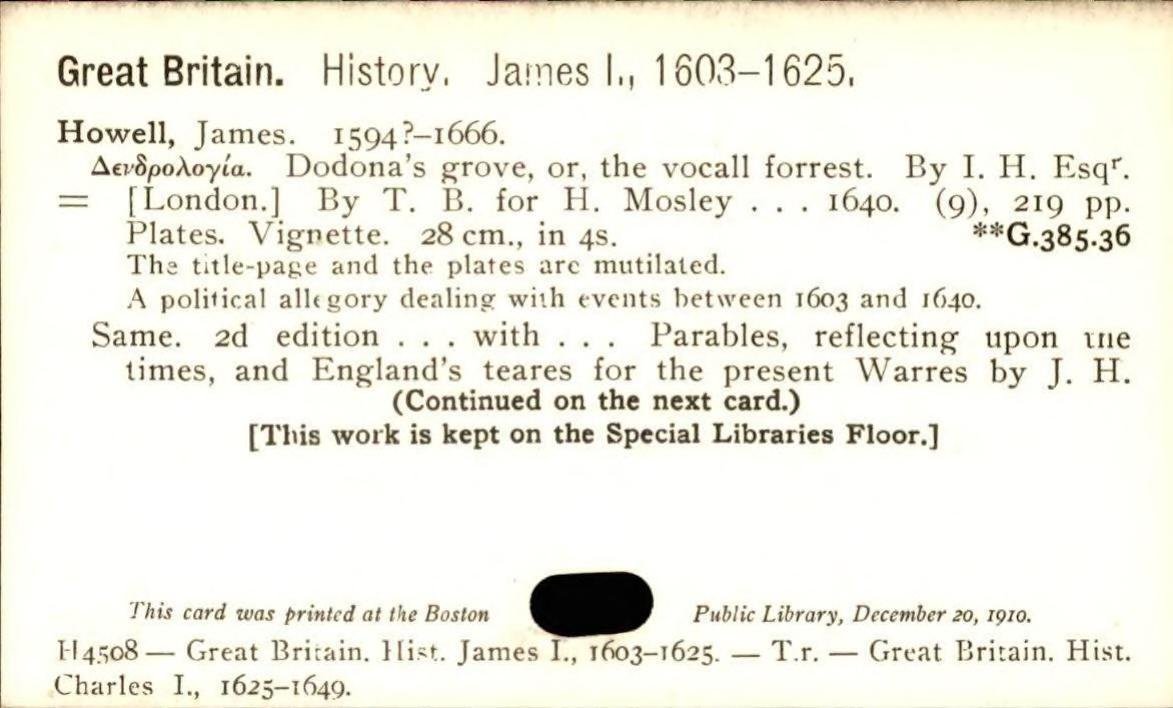 Great Britain. History. James I., 1603–1625.
Howell, James. 1594?–1666.
Δενδρολογία. Dodona's grove, or, the vocall forrest. By I. H. Esqʳ.
= [London.] By T. B. for H. Mosley . . . 1640. (9), 219 pp.
Plates. Vignette. 28 cm., in 4s. **G.385.36
The title-page and the plates are mutilated.
A political allegory dealing with events between 1603 and 1640.
Same. 2d edition . . . with . . . Parables, reflecting upon the
times, and England's teares for the present Warres by J. H.
(Continued on the next card.)
[This work is kept on the Special Libraries Floor.]
This card was printed at the Boston Public Library, December 20, 1910.
H4508 — Great Britain. Hist. James I., 1603–1625. — T.r. — Great Britain. Hist.
Charles I., 1625–1649.